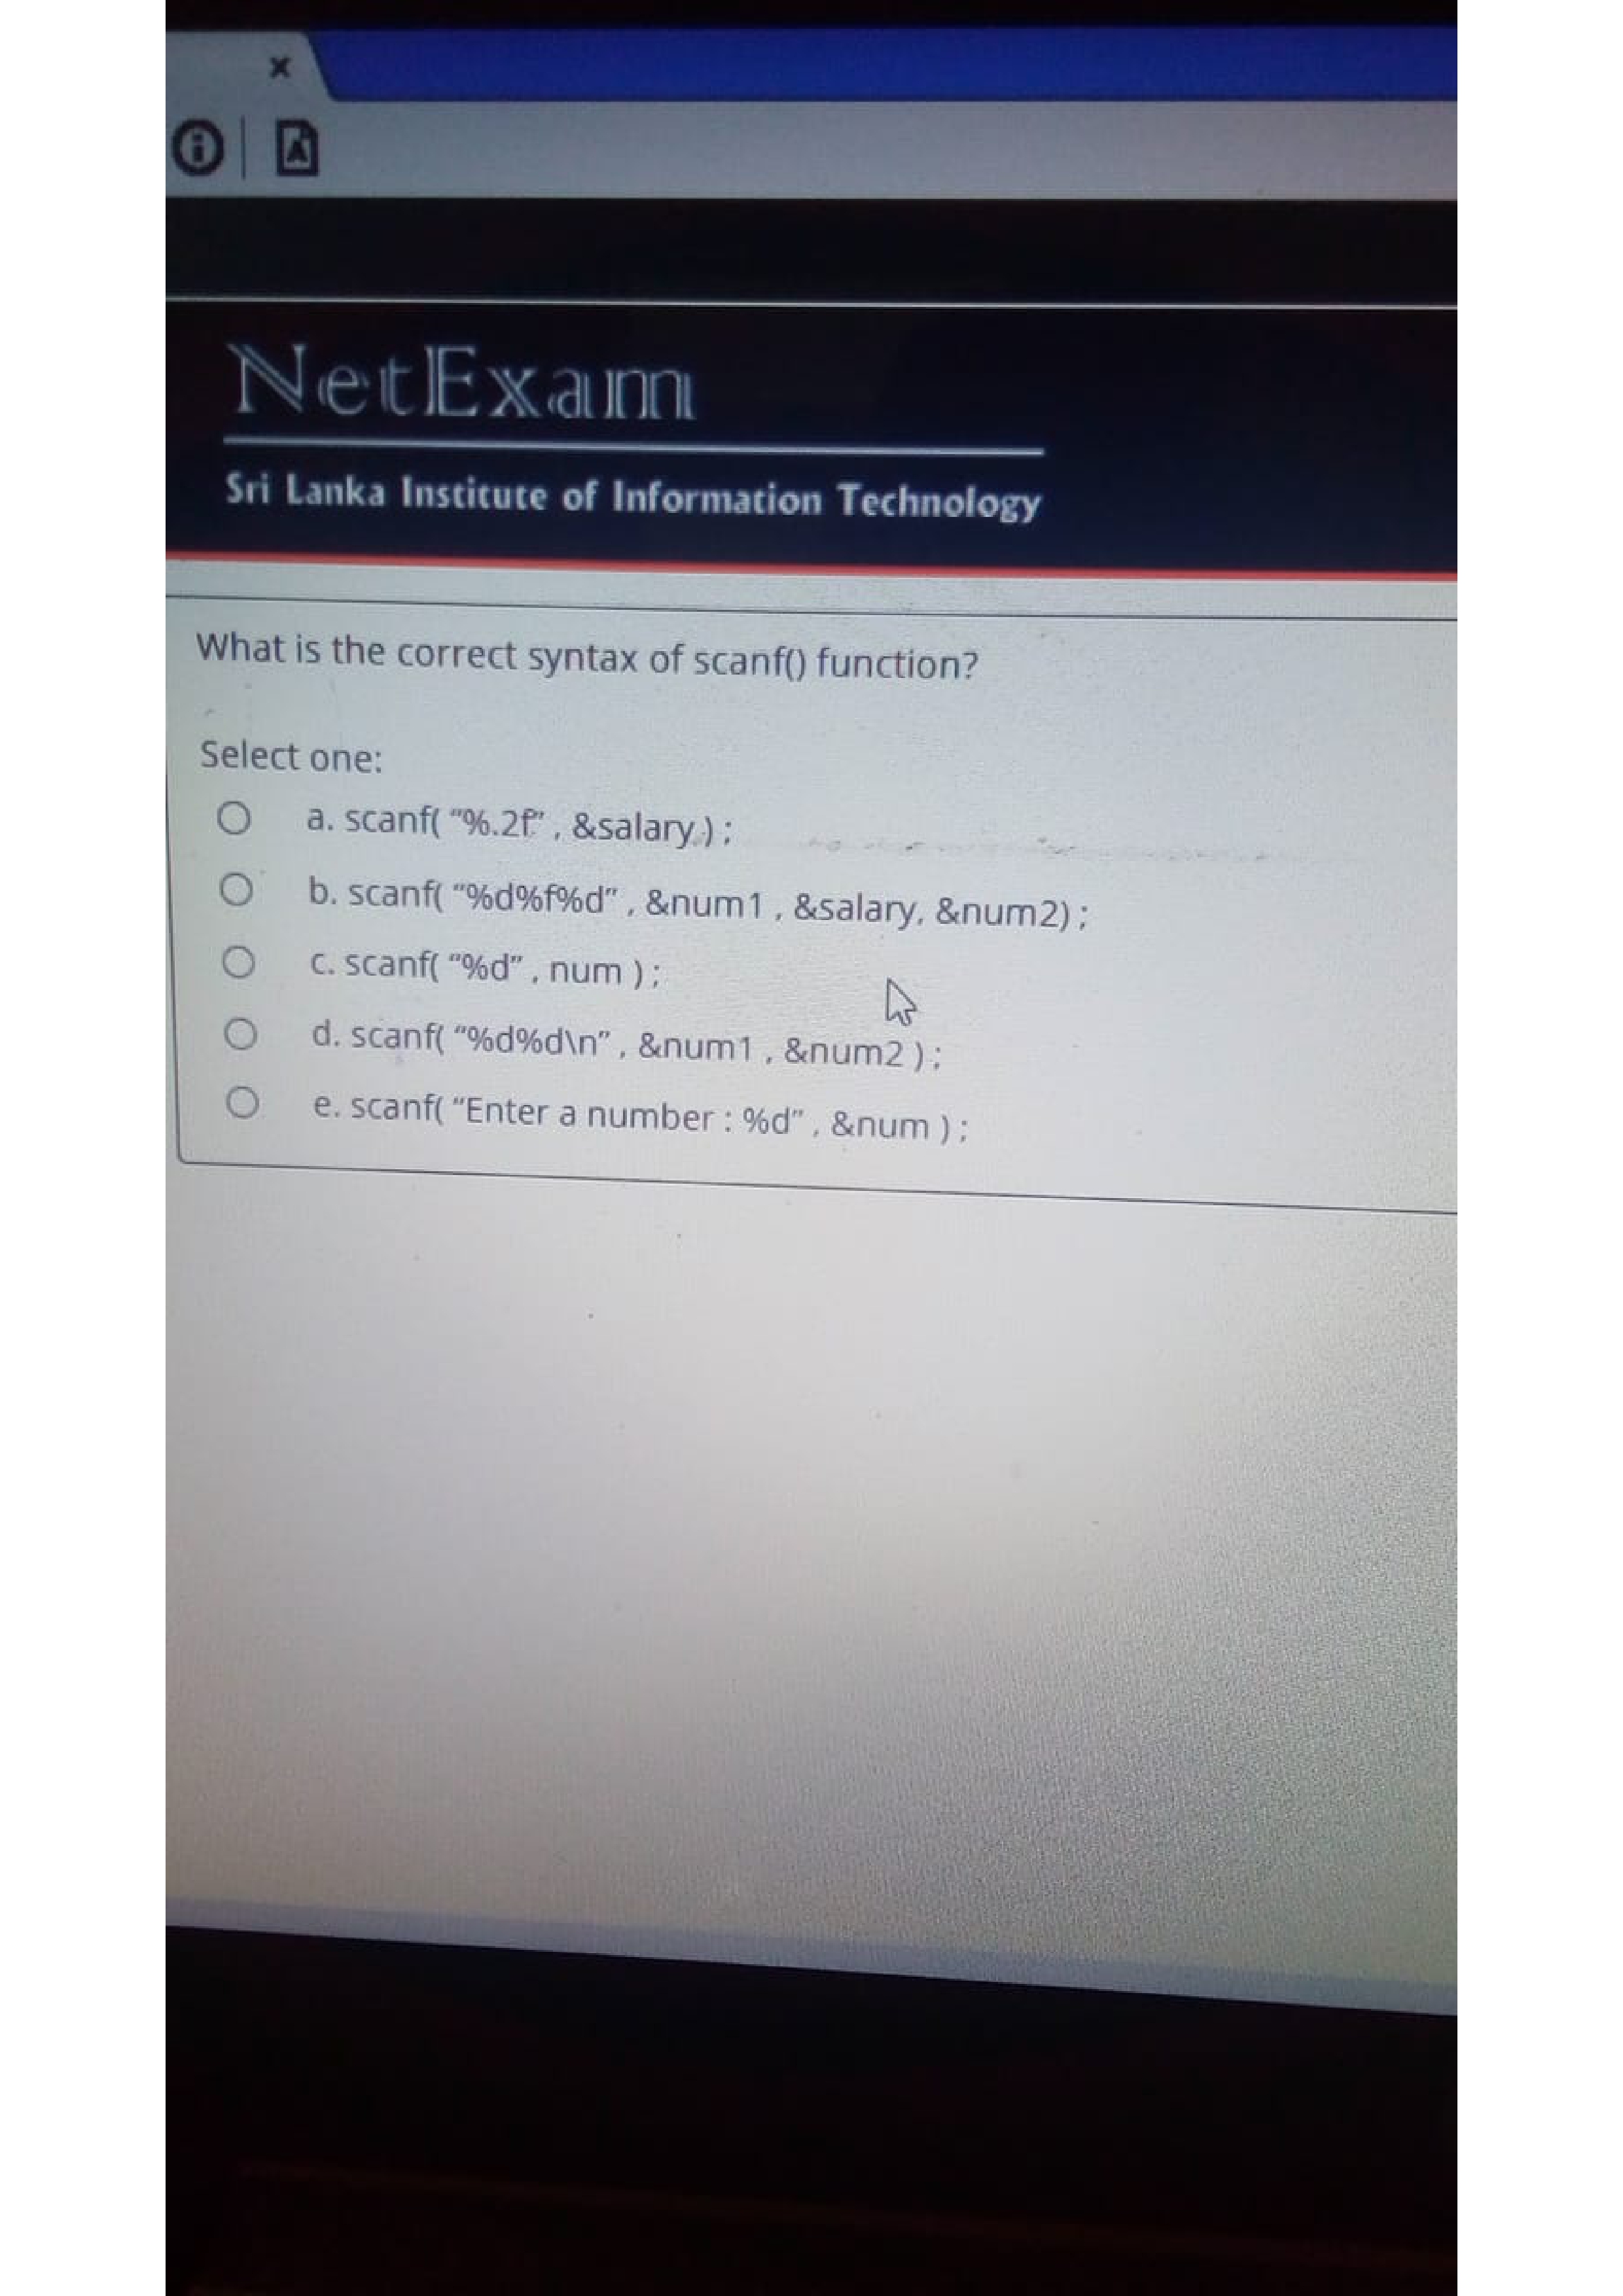 x
NetExam
Sri Lanka Institute of Information Technology
What is the correct syntax of scanf() function?
Select one:
a. scanf( “%.2f” , &salary ) ;
b. scanf( “%d%f%d” , &num1 , &salary, &num2) ;
c. scanf( “%d” , num ) ;
d. scanf( “%d%d\n” , &num1 , &num2 ) ;
e. scanf( “Enter a number : %d” , &num ) ;